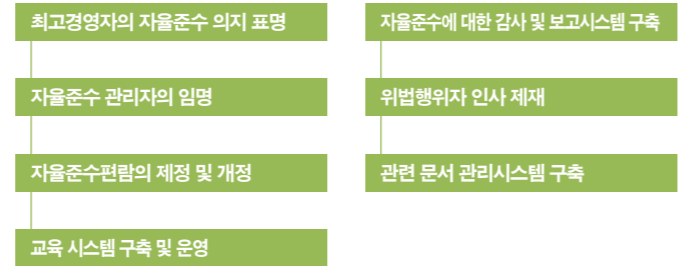 최고경영자의 자율준수 의지 표명
자율준수 관리자의 임명
자율준수편람의 제정 및 개정
교육 시스템 구축 및 운영
자율준수에 대한 감사 및 보고시스템 구축
위법행위자 인사 제재
관련 문서 관리시스템 구축